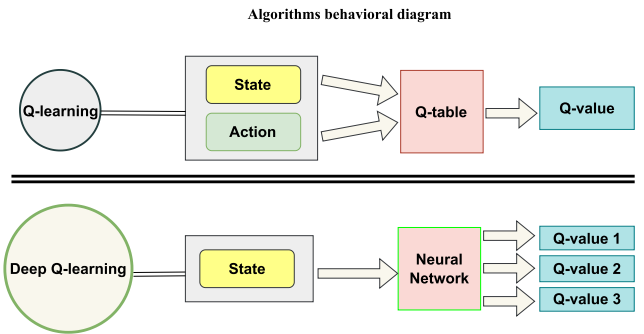 Algorithms behavioral diagram
Q-learning
State
Action
Q-table
Q-value
Deep Q-learning
State
Neural
Network
Q-value 1
Q-value 2
Q-value 3